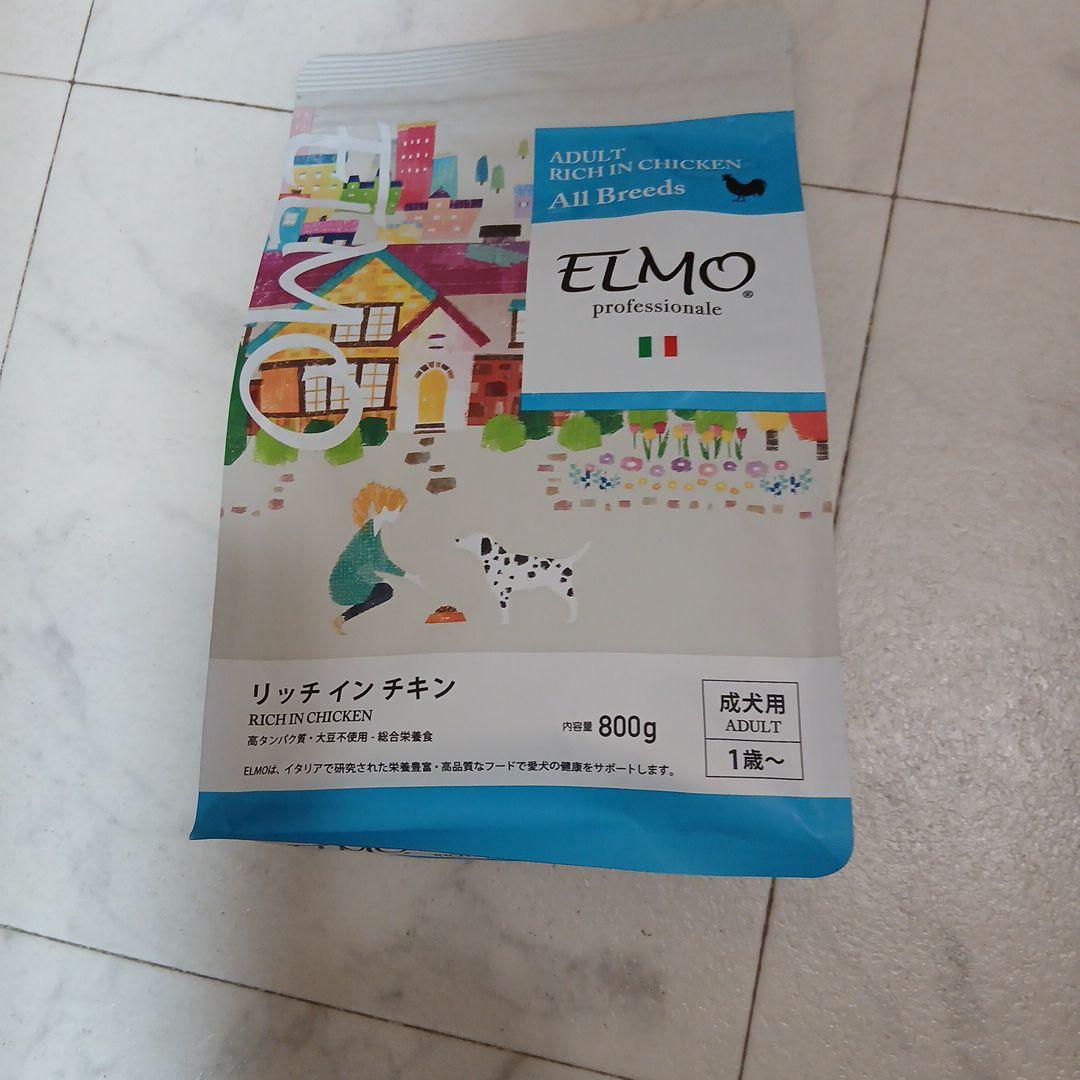 ELMO
ADULT
RICH IN CHICKEN
All Breeds
ELMO®
professionale
リッチ イン チキン
RICH IN CHICKEN
高タンパク質・大豆不使用 - 総合栄養食
ELMOは、イタリアで研究された栄養豊富・高品質なフードで愛犬の健康をサポートします。
内容量 800g
成犬用
ADULT
1歳～